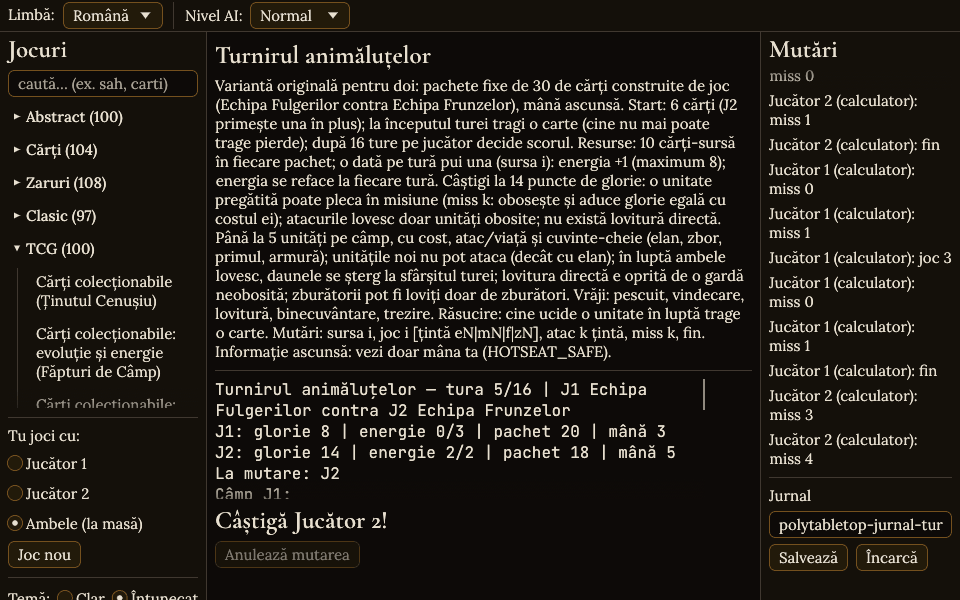 Limbă: Română ▼ Nivel AI: Normal ▼
Jocuri
caută... (ex. sah, carti)
▸ Abstract (100)
▸ Cărți (104)
▸ Zaruri (108)
▸ Clasic (97)
▾ TCG (100)
Cărți colecționabile
(Ținutul Cenușiu)
Cărți colecționabile:
evoluție și energie
(Făpturi de Câmp)
Cărți colecționabile:
Tu joci cu:
Jucător 1
Jucător 2
Ambele (la masă)
Joc nou
Temă: Clar Întunecat
Turnirul animăluțelor
Variantă originală pentru doi: pachete fixe de 30 de cărți construite de joc
(Echipa Fulgerilor contra Echipa Frunzelor), mână ascunsă. Start: 6 cărți (J2
primește una în plus); la începutul turei tragi o carte (cine nu mai poate
trage pierde); după 16 ture pe jucător decide scorul. Resurse: 10 cărți-sursă
în fiecare pachet; o dată pe tură pui una (sursa i): energia +1 (maximum 8);
energia se reface la fiecare tură. Câștigi la 14 puncte de glorie: o unitate
pregătită poate pleca în misiune (miss k: obosește și aduce glorie egală cu
costul ei); atacurile lovesc doar unități obosite; nu există lovitură directă.
Până la 5 unități pe câmp, cu cost, atac/viață și cuvinte-cheie (elan, zbor,
primul, armură); unitățile noi nu pot ataca (decât cu elan); în luptă ambele
lovesc, daunele se șterg la sfârșitul turei; lovitura directă e oprită de o gardă
neobosită; zburătorii pot fi loviți doar de zburători. Vrăji: pescuit, vindecare,
lovitură, binecuvântare, trezire. Răsucire: cine ucide o unitate în luptă trage
o carte. Mutări: sursa i, joc i [țintă eN|mN|f|zN], atac k țintă, miss k, fin.
Informație ascunsă: vezi doar mâna ta (HOTSEAT_SAFE).
Turnirul animăluțelor — tura 5/16 | J1 Echipa
Fulgerilor contra J2 Echipa Frunzelor
J1: glorie 8 | energie 0/3 | pachet 20 | mână 3
J2: glorie 14 | energie 2/2 | pachet 18 | mână 5
La mutare: J2
Câmp J1:
Câștigă Jucător 2!
Anulează mutarea
Mutări
miss 0
Jucător 2 (calculator):
miss 1
Jucător 2 (calculator): fin
Jucător 1 (calculator):
miss 0
Jucător 1 (calculator):
miss 1
Jucător 1 (calculator): joc 3
Jucător 1 (calculator):
miss 0
Jucător 1 (calculator):
miss 1
Jucător 1 (calculator): fin
Jucător 2 (calculator):
miss 3
Jucător 2 (calculator):
miss 4
Jurnal
polytabletop-jurnal-tur
Salvează Încarcă